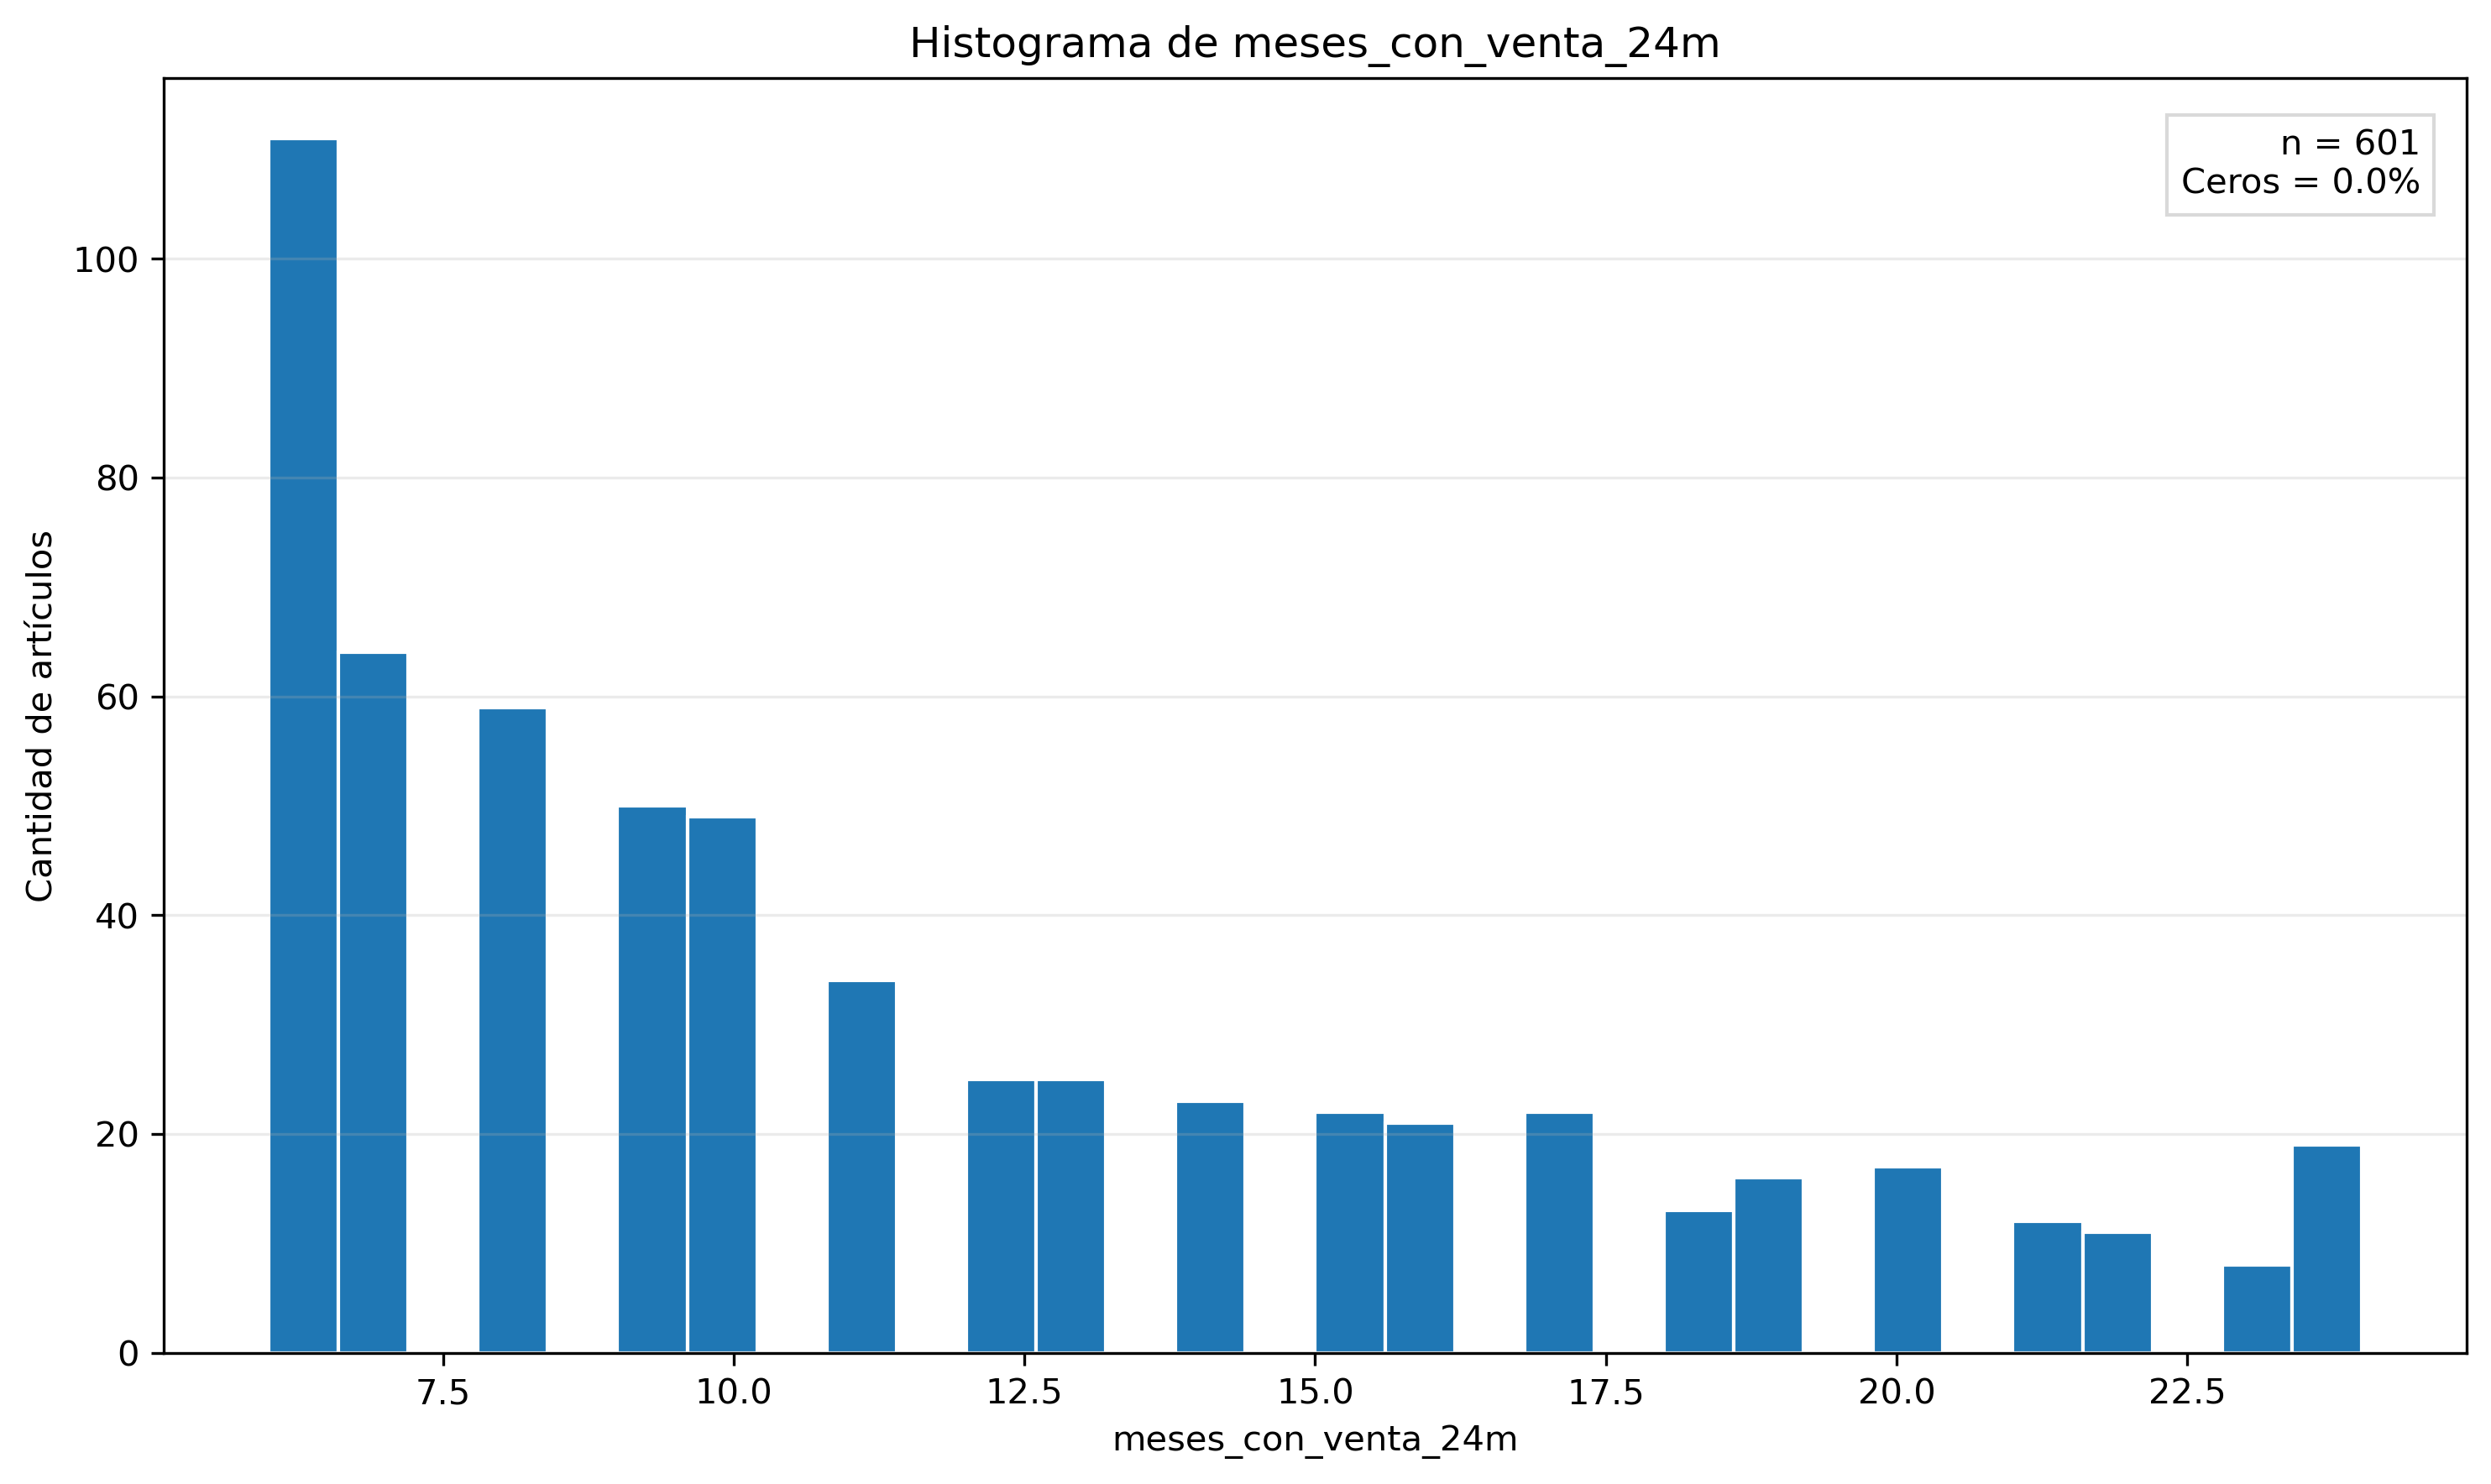 Histograma de meses_con_venta_24m
n = 601
Ceros = 0.0%
Cantidad de artículos
100
80
60
40
20
0
7.5 10.0 12.5 15.0 17.5 20.0 22.5
meses_con_venta_24m